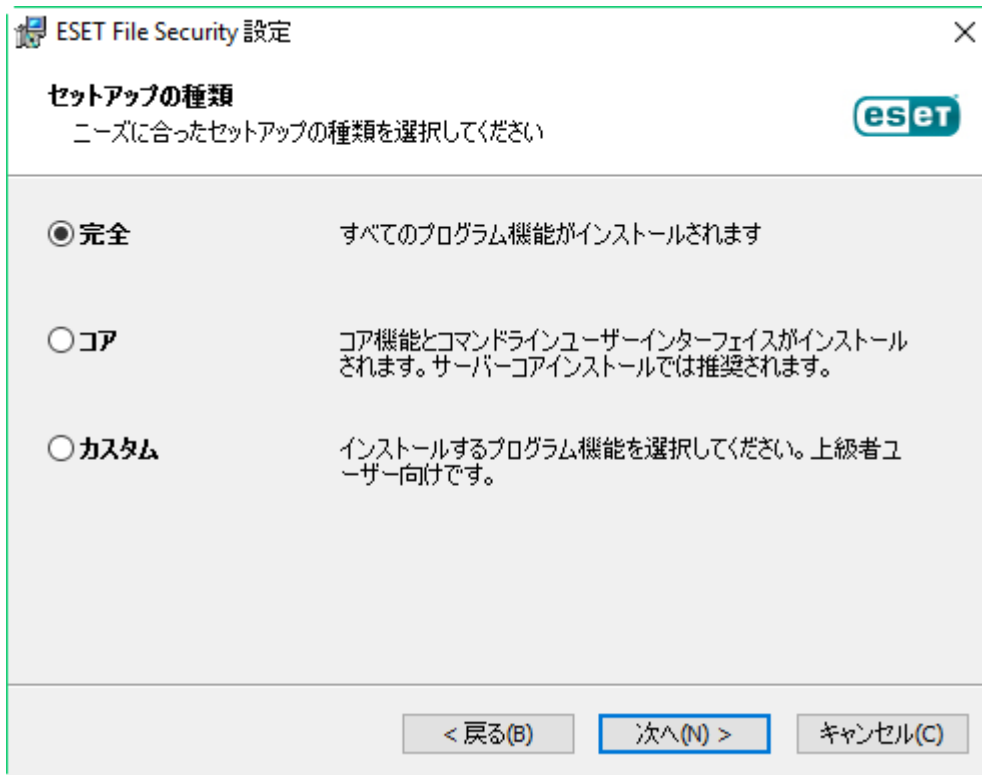 ESET File Security 設定
セットアップの種類
ニーズに合ったセットアップの種類を選択してください
eset
完全
すべてのプログラム機能がインストールされます
コア
コア機能とコマンドラインユーザーインターフェイスがインストール
されます。サーバーコアインストールでは推奨されます。
カスタム
インストールするプログラム機能を選択してください。上級者ユ
ーザー向けです。
< 戻る(B)
次へ(N) >
キャンセル(C)